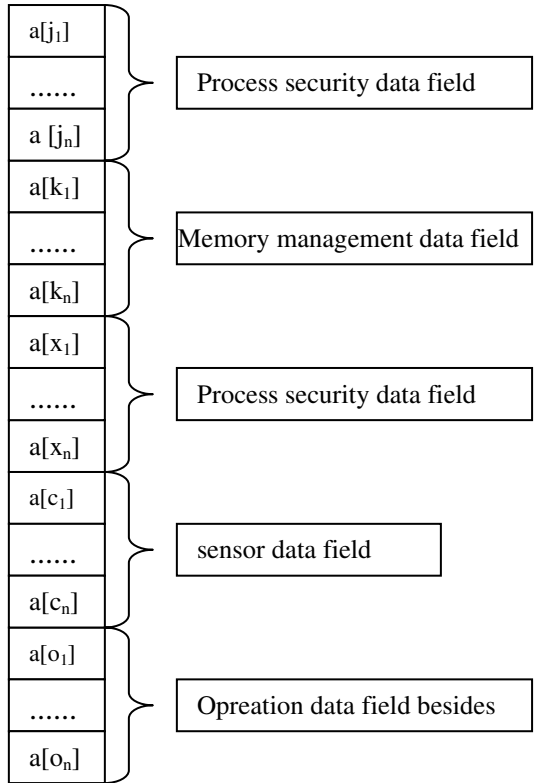 a[j₁]
......
Process security data field
a [jₙ]
a[k₁]
......
Memory management data field
a[kₙ]
a[x₁]
......
Process security data field
a[xₙ]
a[c₁]
......
sensor data field
a[cₙ]
a[o₁]
......
Opreation data field besides
a[oₙ]